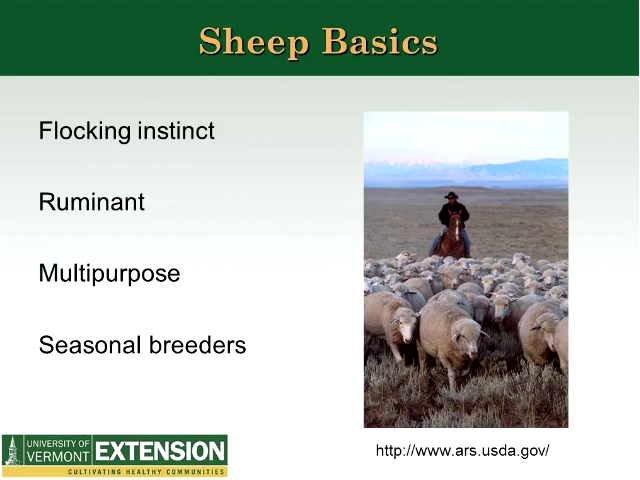 Sheep Basics
Flocking instinct
Ruminant
Multipurpose
Seasonal breeders
UNIVERSITY OF
VERMONT
EXTENSION
CULTIVATING HEALTHY COMMUNITIES
http://www.ars.usda.gov/